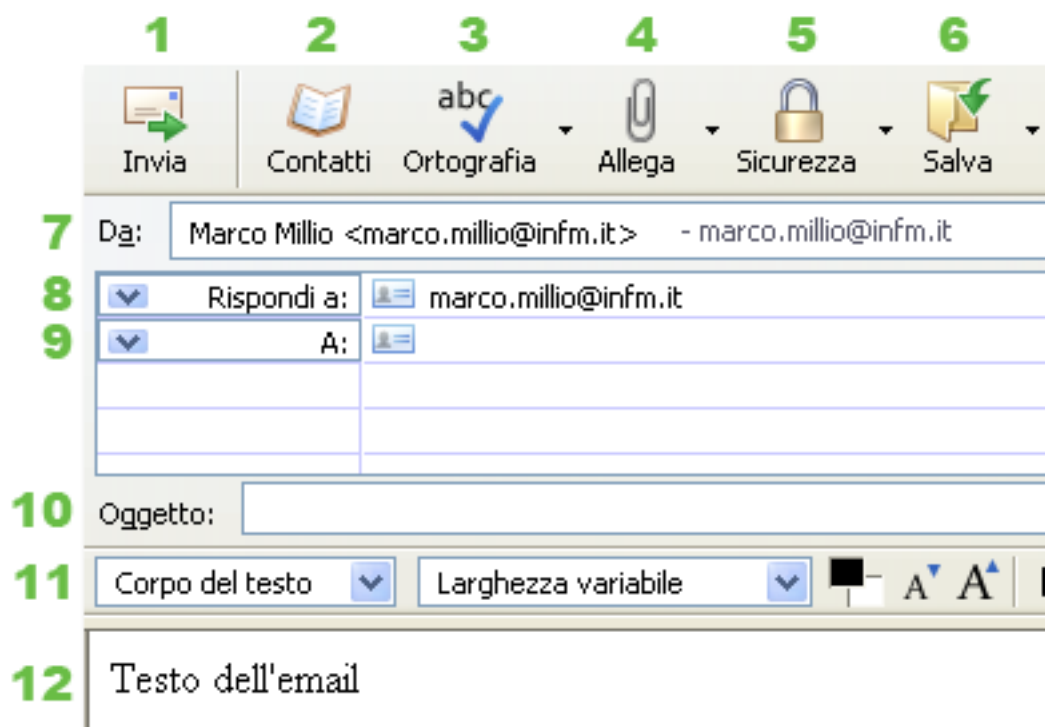 1 2 3 4 5 6
abc
Invia Contatti Ortografia Allega Sicurezza Salva
7 Da: Marco Millio <marco.millio@infm.it> - marco.millio@infm.it
8 Rispondi a: marco.millio@infm.it
9 A:
10 Oggetto:
11 Corpo del testo Larghezza variabile A A
12 Testo dell'email